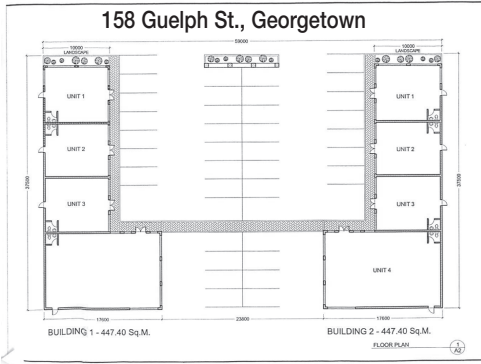 158 Guelph St., Georgetown
59000
10000
LANDSCAPE
10000
LANDSCAPE
UNIT 1
UNIT 1
UNIT 2
UNIT 2
37500
37500
UNIT 3
UNIT 3
UNIT 4
17600
23800
17600
BUILDING 1 - 447.40 Sq.M.
BUILDING 2 - 447.40 Sq.M.
FLOOR PLAN
1
A2